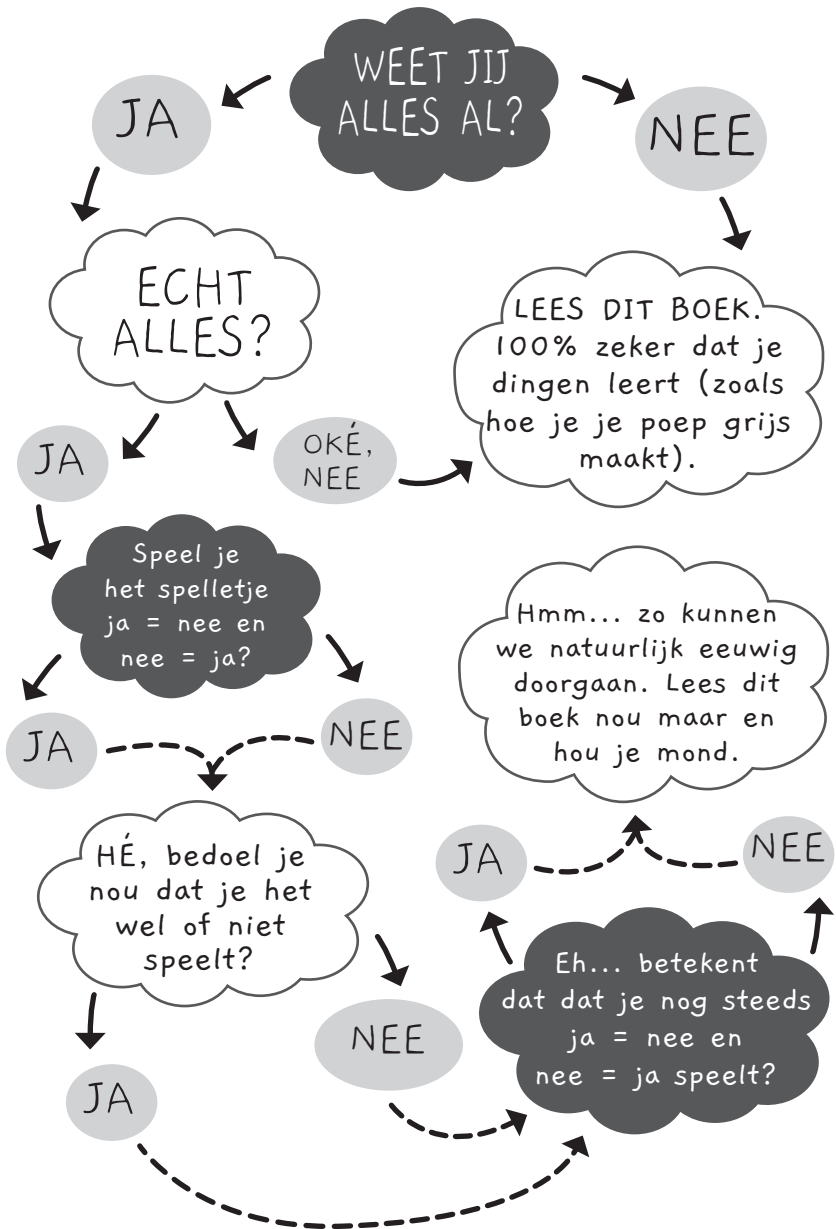 WEET JIJ
ALLES AL?
JA
NEE
ECHT
ALLES?
LEES DIT BOEK.
100% zeker dat je
dingen leert (zoals
hoe je je poep grijs
maakt).
JA
OKÉ,
NEE
Speel je
het spelletje
ja = nee en
nee = ja?
JA
NEE
HÉ, bedoel je
nou dat je het
wel of niet
speelt?
JA
NEE
Eh... betekent
dat dat je nog steeds
ja = nee en
nee = ja speelt?
JA
NEE
Hmm... zo kunnen
we natuurlijk eeuwig
doorgaan. Lees dit
boek nou maar en
hou je mond.